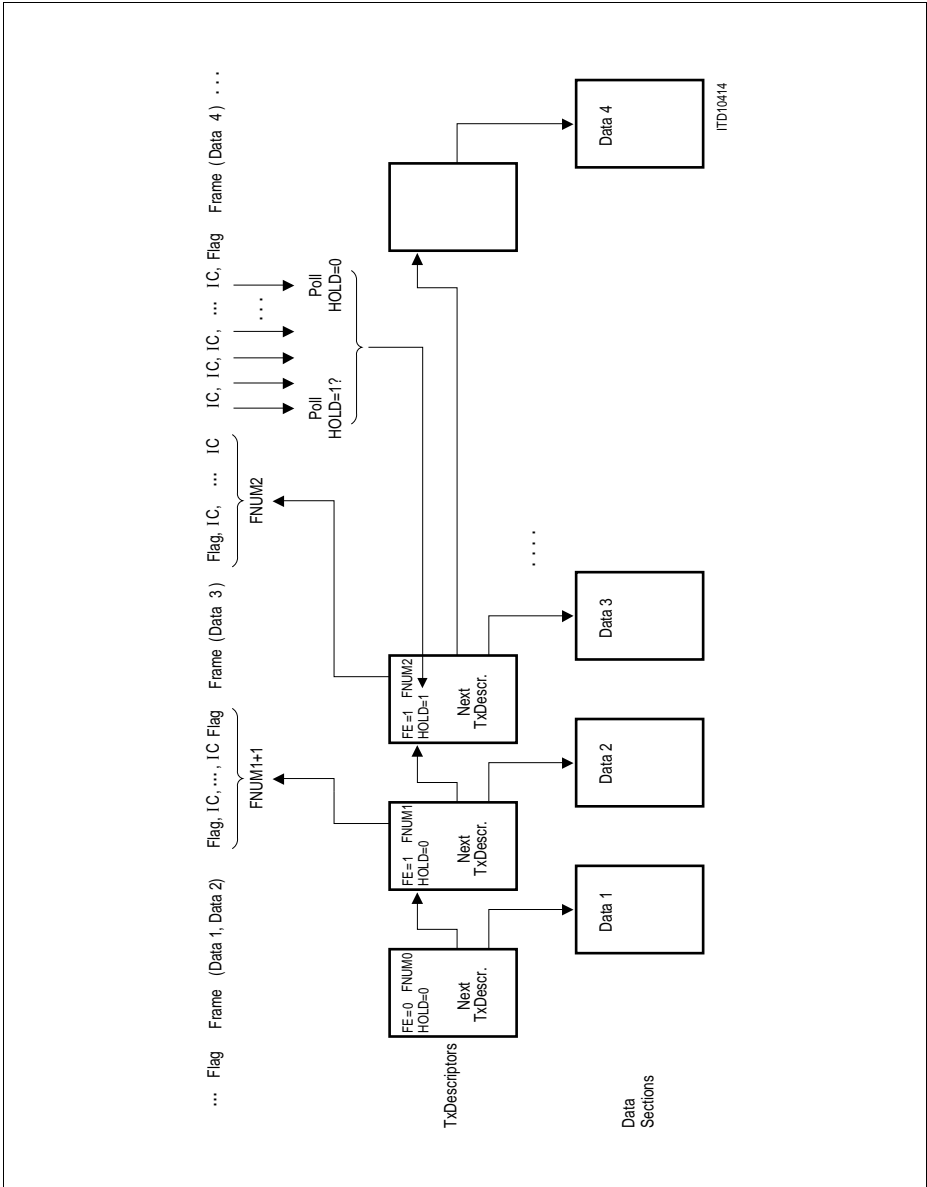 ... Flag Frame (Data 1, Data 2) Flag, IC, ..., IC Flag Frame (Data 3) Flag, IC, ... IC IC, IC, IC, ... IC, Flag Frame (Data 4) ...
FNUM1+1
FNUM2
Poll
HOLD=1?
....
Poll
HOLD=0
TxDescriptors
FE=0 FNUM0
HOLD=0
Next
TxDescr.
FE=1 FNUM1
HOLD=0
Next
TxDescr.
FE=1 FNUM2
HOLD=1
Next
TxDescr.
....
Data
Sections
Data 1
Data 2
Data 3
Data 4
ITD10414